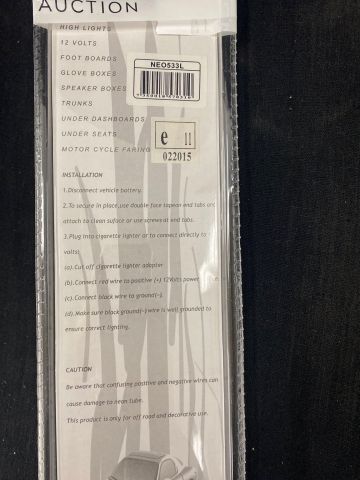 AUCTION
HIGH LIGHTS
12 VOLTS
FOOT BOARDS
GLOVE BOXES
SPEAKER BOXES
TRUNKS
UNDER DASHBOARDS
UNDER SEATS
MOTOR CYCLE FARING
NEO533L
e 11
022015
INSTALLATION
1.Disconnect vehicle battery.
2.To secure in place,use double face tapean end tabs and
attach to clean suface or use screws at end tabs.
3.Plug into cigarette lighter or to connect directly to
volts:
(a).Cut off cigarette lighter adaptor
(b).Connect red wire to positive (+) 12Volts power
(c).Connect black wire to ground(-).
(d).Make sure black ground(-) wire is well grounded to
ensure correct lighting.
CAUTION
Be aware that confusing positive and negative wires can
cause damage to neon tube.
This product is only for off road and decorative use.